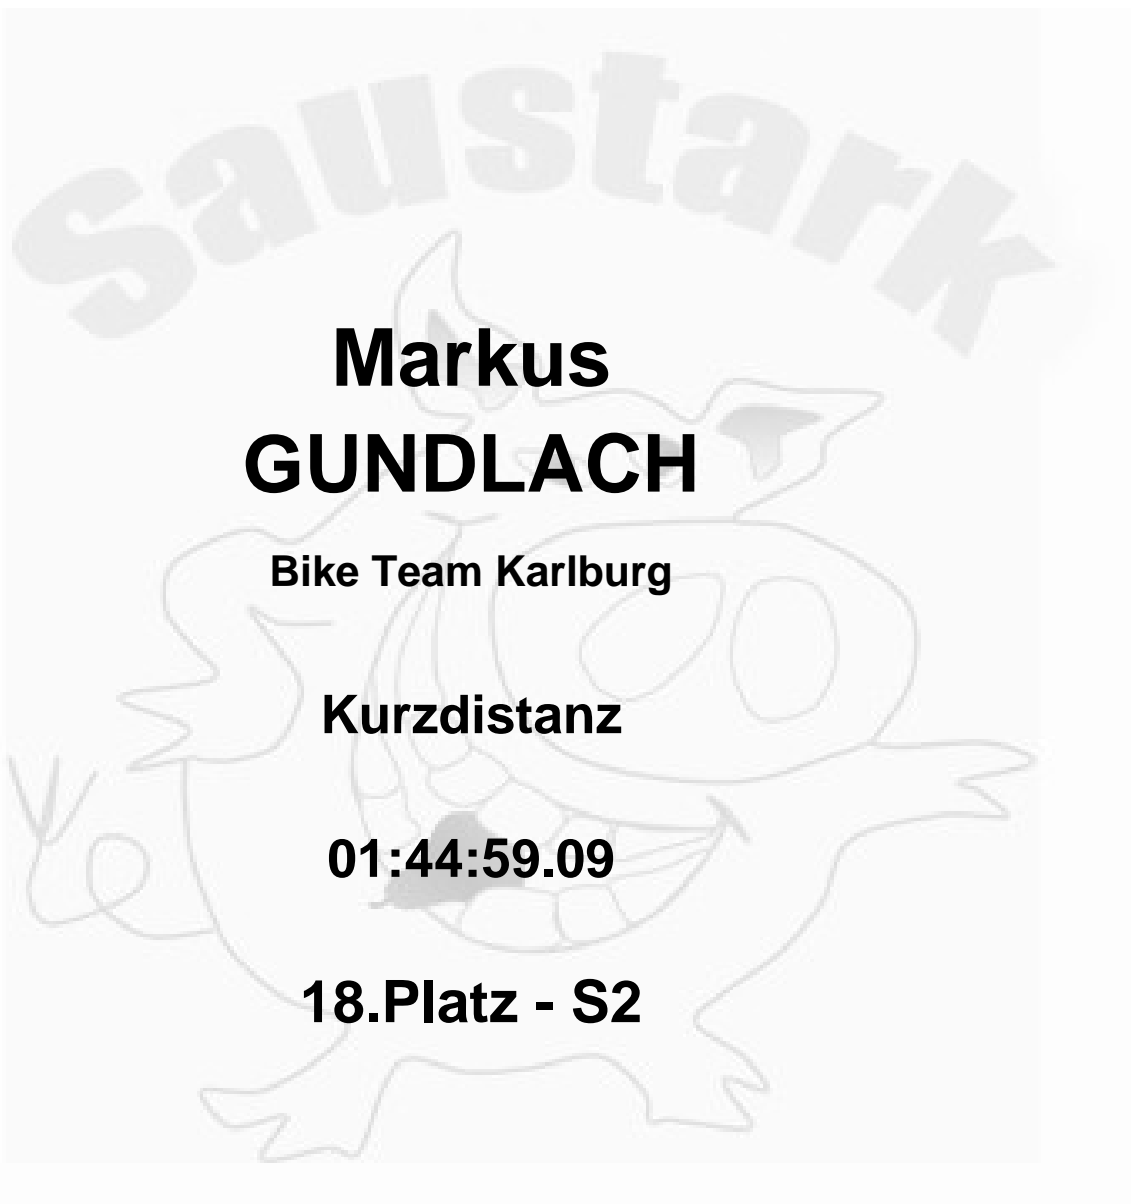 Saustark
Markus
GUNDLACH
Bike Team Karlburg
Kurzdistanz
01:44:59.09
18.Platz - S2